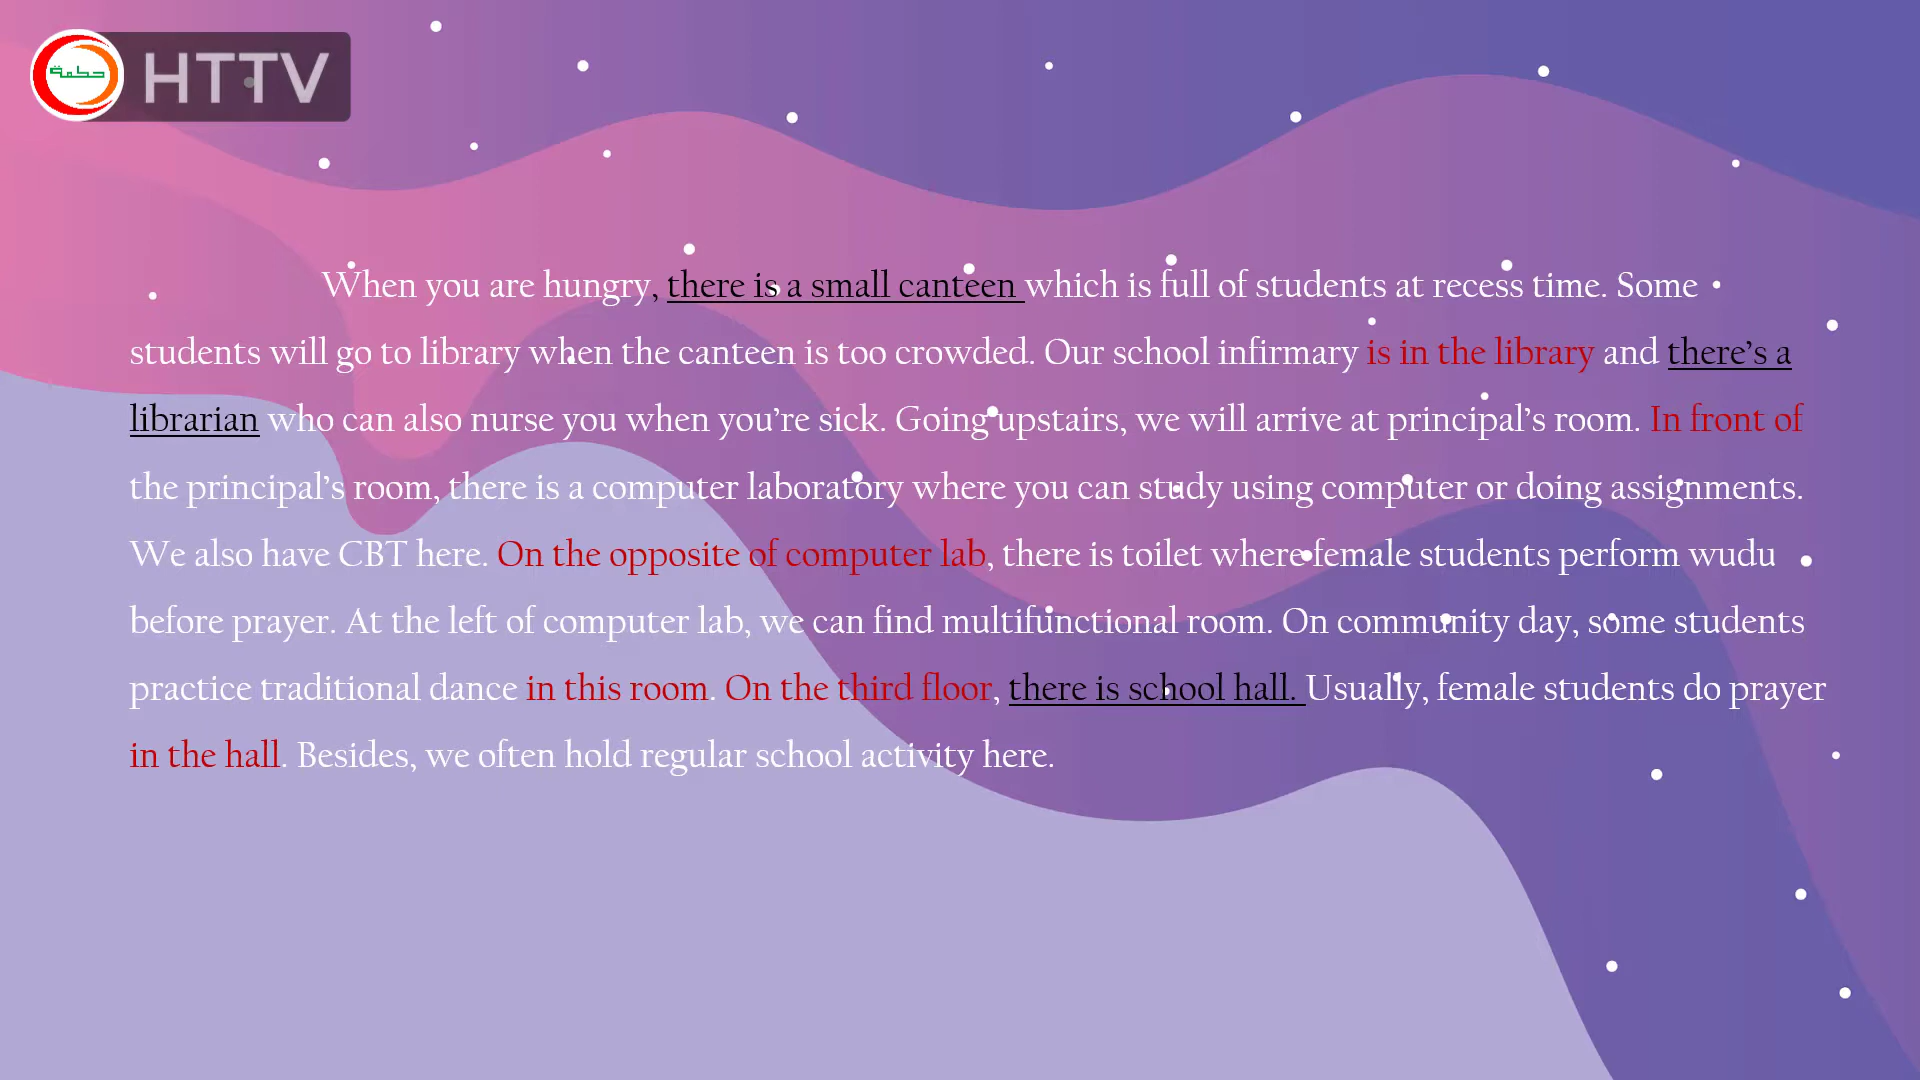 حكمة HTTV
When you are hungry, there is a small canteen which is full of students at recess time. Some
students will go to library when the canteen is too crowded. Our school infirmary is in the library and there’s a
librarian who can also nurse you when you’re sick. Going upstairs, we will arrive at principal’s room. In front of
the principal’s room, there is a computer laboratory where you can study using computer or doing assignments.
We also have CBT here. On the opposite of computer lab, there is toilet where female students perform wudu
before prayer. At the left of computer lab, we can find multifunctional room. On community day, some students
practice traditional dance in this room. On the third floor, there is school hall. Usually, female students do prayer
in the hall. Besides, we often hold regular school activity here.